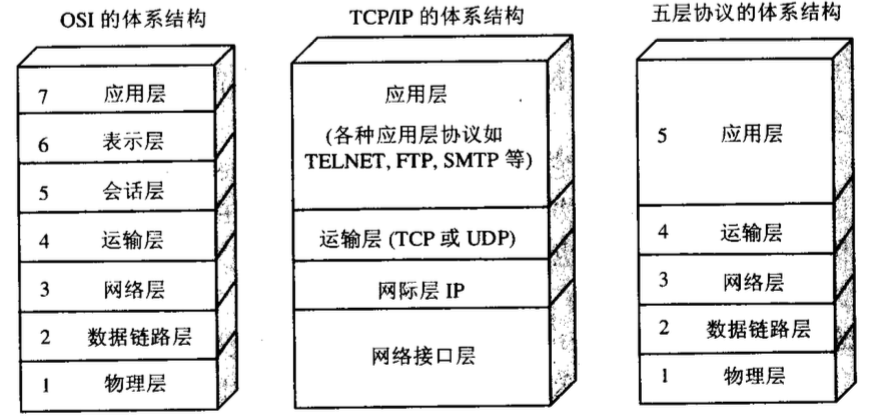 OSI 的体系结构
7 应用层
6 表示层
5 会话层
4 运输层
3 网络层
2 数据链路层
1 物理层
TCP/IP 的体系结构
应用层
(各种应用层协议如
TELNET, FTP, SMTP 等)
运输层 (TCP 或 UDP)
网际层 IP
网络接口层
五层协议的体系结构
5 应用层
4 运输层
3 网络层
2 数据链路层
1 物理层